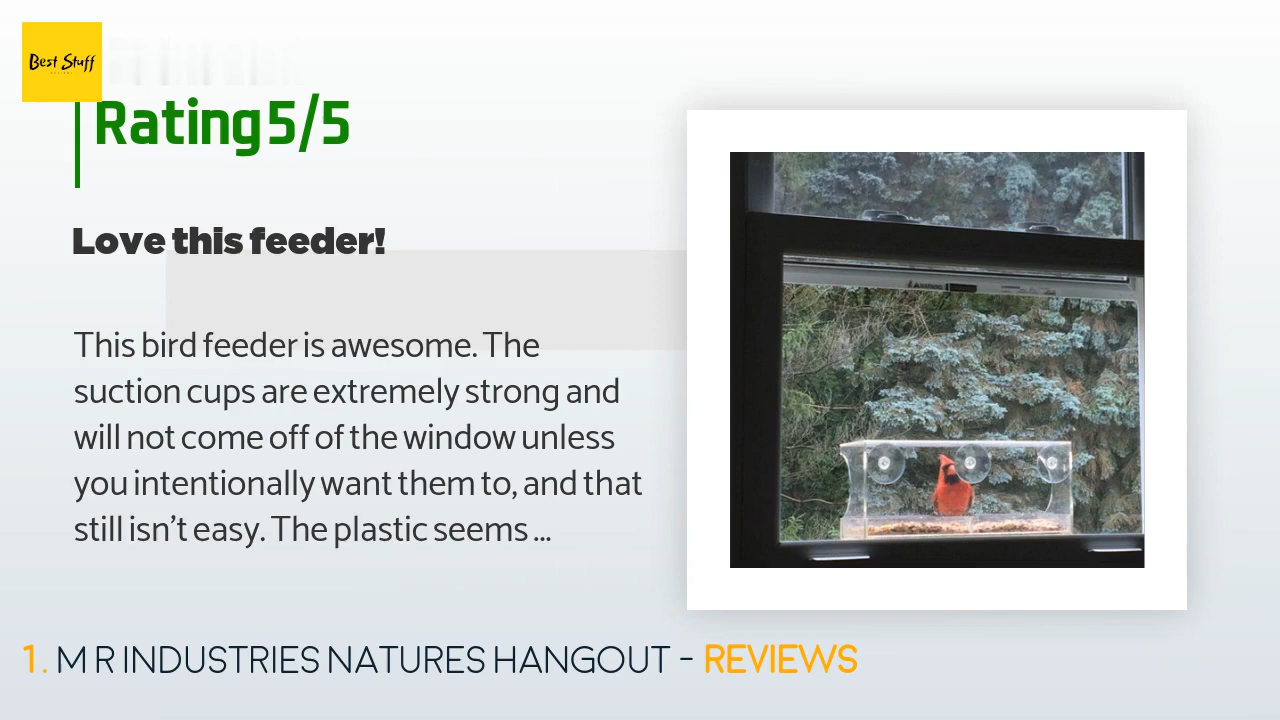 Best Stuff
Rating 5/5
Love this feeder!
This bird feeder is awesome. The
suction cups are extremely strong and
will not come off of the window unless
you intentionally want them to, and that
still isn't easy. The plastic seems ...
1. M R INDUSTRIES NATURES HANGOUT - REVIEWS